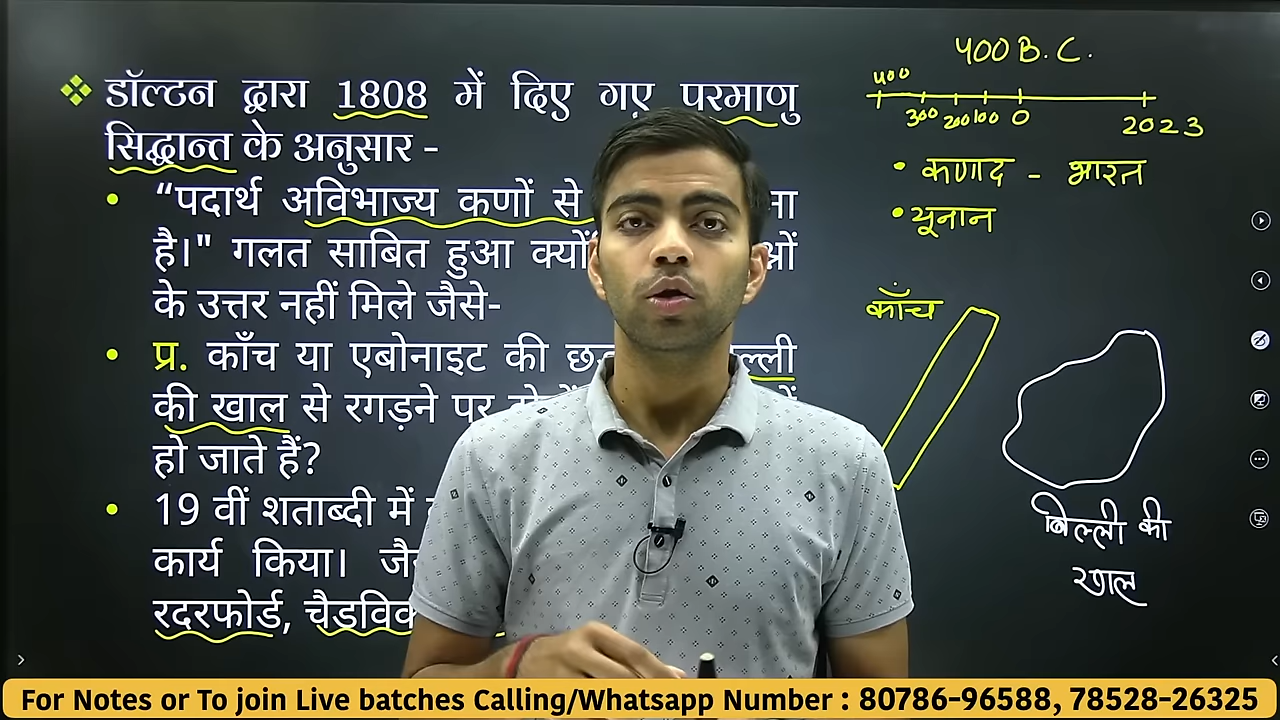 डॉल्टन द्वारा 1808 में दिए गए परमाणु
सिद्धान्त के अनुसार -
• “पदार्थ अविभाज्य कणों से
है।" गलत साबित हुआ
के उत्तर नहीं मिले जैसे-
• प्र. काँच या एबोनाइट की
की खाल से रगड़ने पर
हो जाते हैं?
• 19 वीं शताब्दी में
कार्य किया।
रदरफोर्ड,
400 B.C.
400
300 200 100 0 2023
• कणाद - भारत
• यूनान
काँच
बिल्ली की
खाल
For Notes or To join Live batches Calling/Whatsapp Number : 80786-96588, 78528-26325